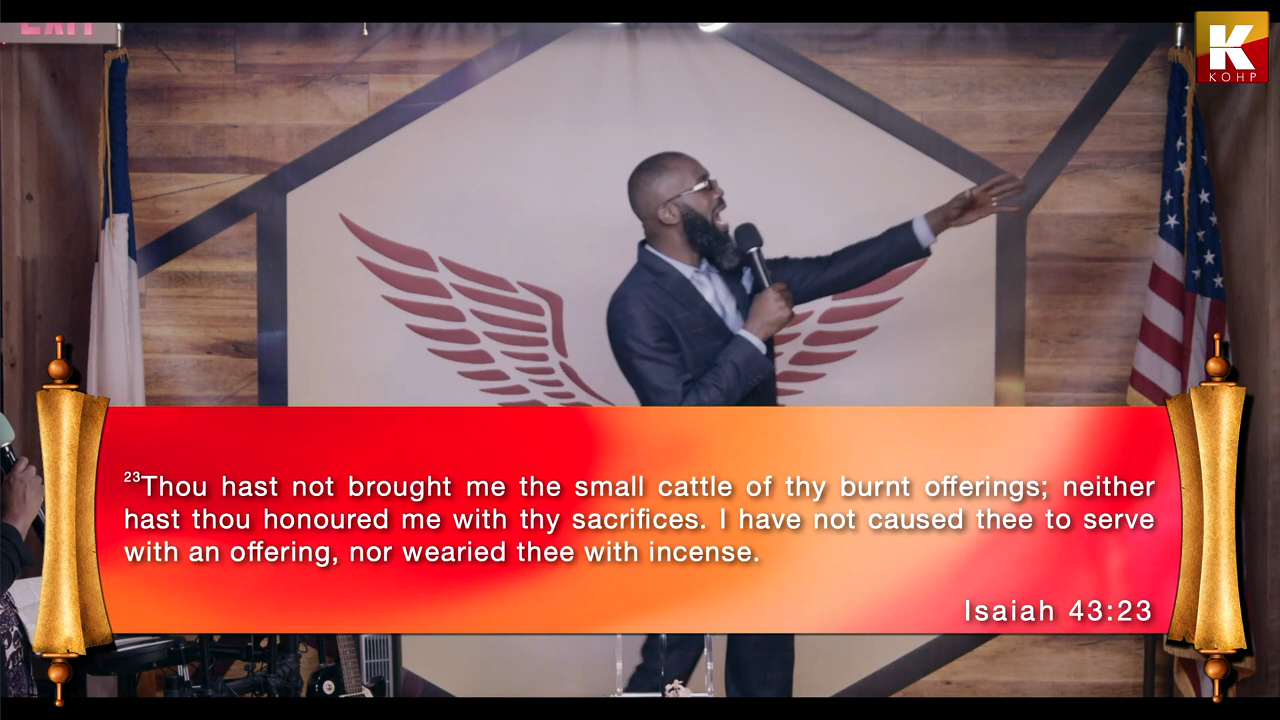 EXIT
K
KOHP
23Thou hast not brought me the small cattle of thy burnt offerings; neither
hast thou honoured me with thy sacrifices. I have not caused thee to serve
with an offering, nor wearied thee with incense.
Isaiah 43:23